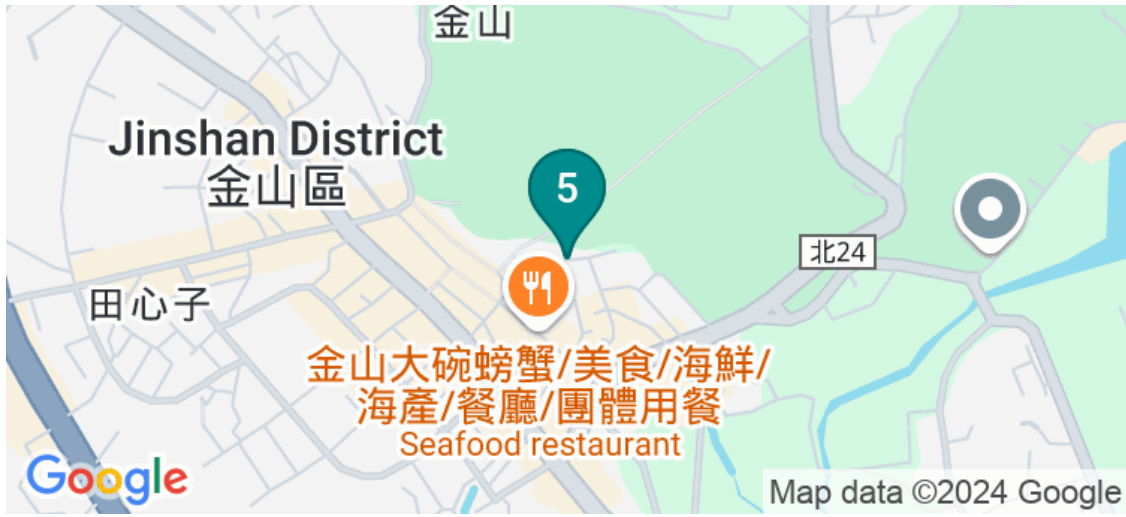 金山
Jinshan District
金山區
5
北24
田心子
金山大碗螃蟹/美食/海鮮/
海產/餐廳/團體用餐
Seafood restaurant
Google
Map data ©2024 Google